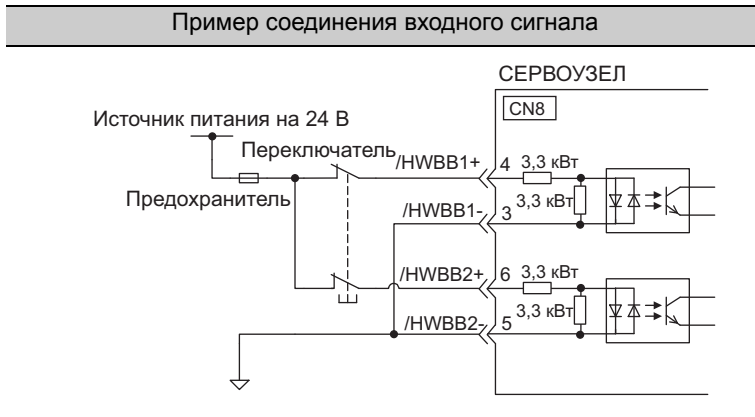 Пример соединения входного сигнала
СЕРВОУЗЕЛ
CN8
Источник питания на 24 В
Переключатель
Предохранитель
/HWBB1+ 4 3,3 кВт
3,3 кВт
/HWBB1- 3
/HWBB2+ 6 3,3 кВт
3,3 кВт
/HWBB2- 5